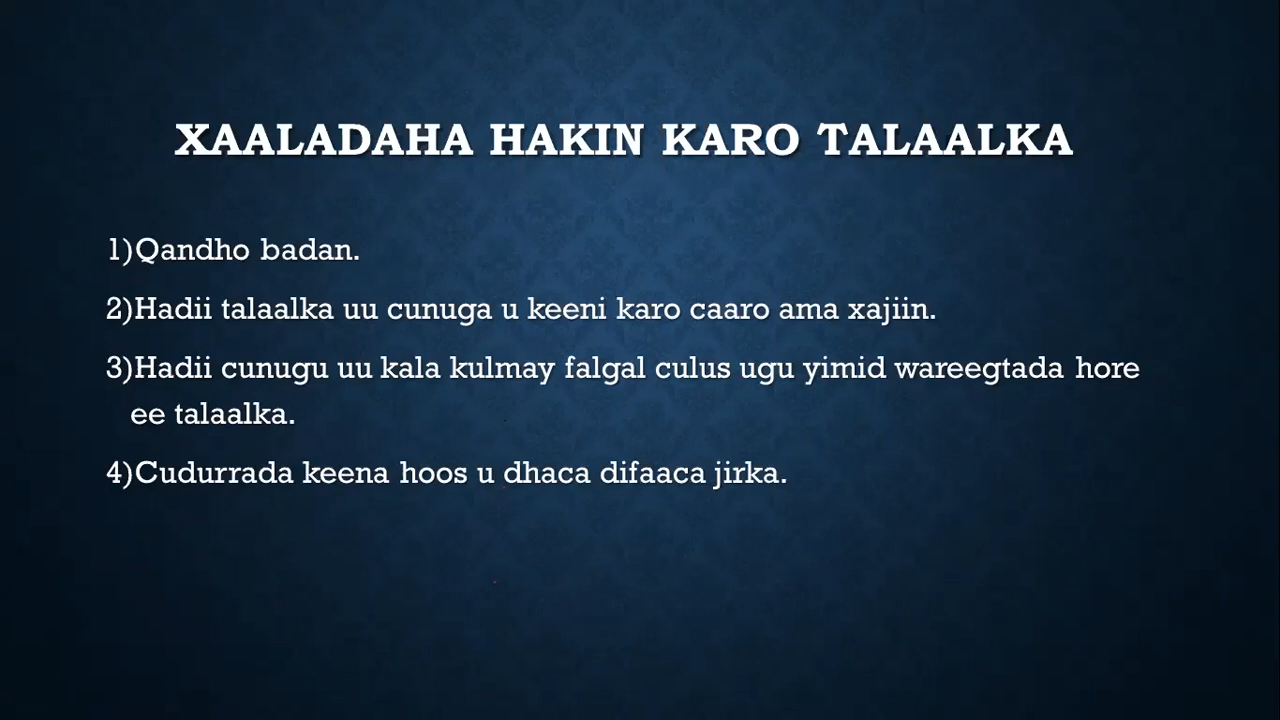 XAALADAHA HAKIN KARO TALAALKA
1)Qandho badan.
2)Hadii talaalka uu cunuga u keeni karo caaro ama xajiin.
3)Hadii cunugu uu kala kulmay falgal culus ugu yimid wareegtada hore
ee talaalka.
4)Cudurrada keena hoos u dhaca difaaca jirka.